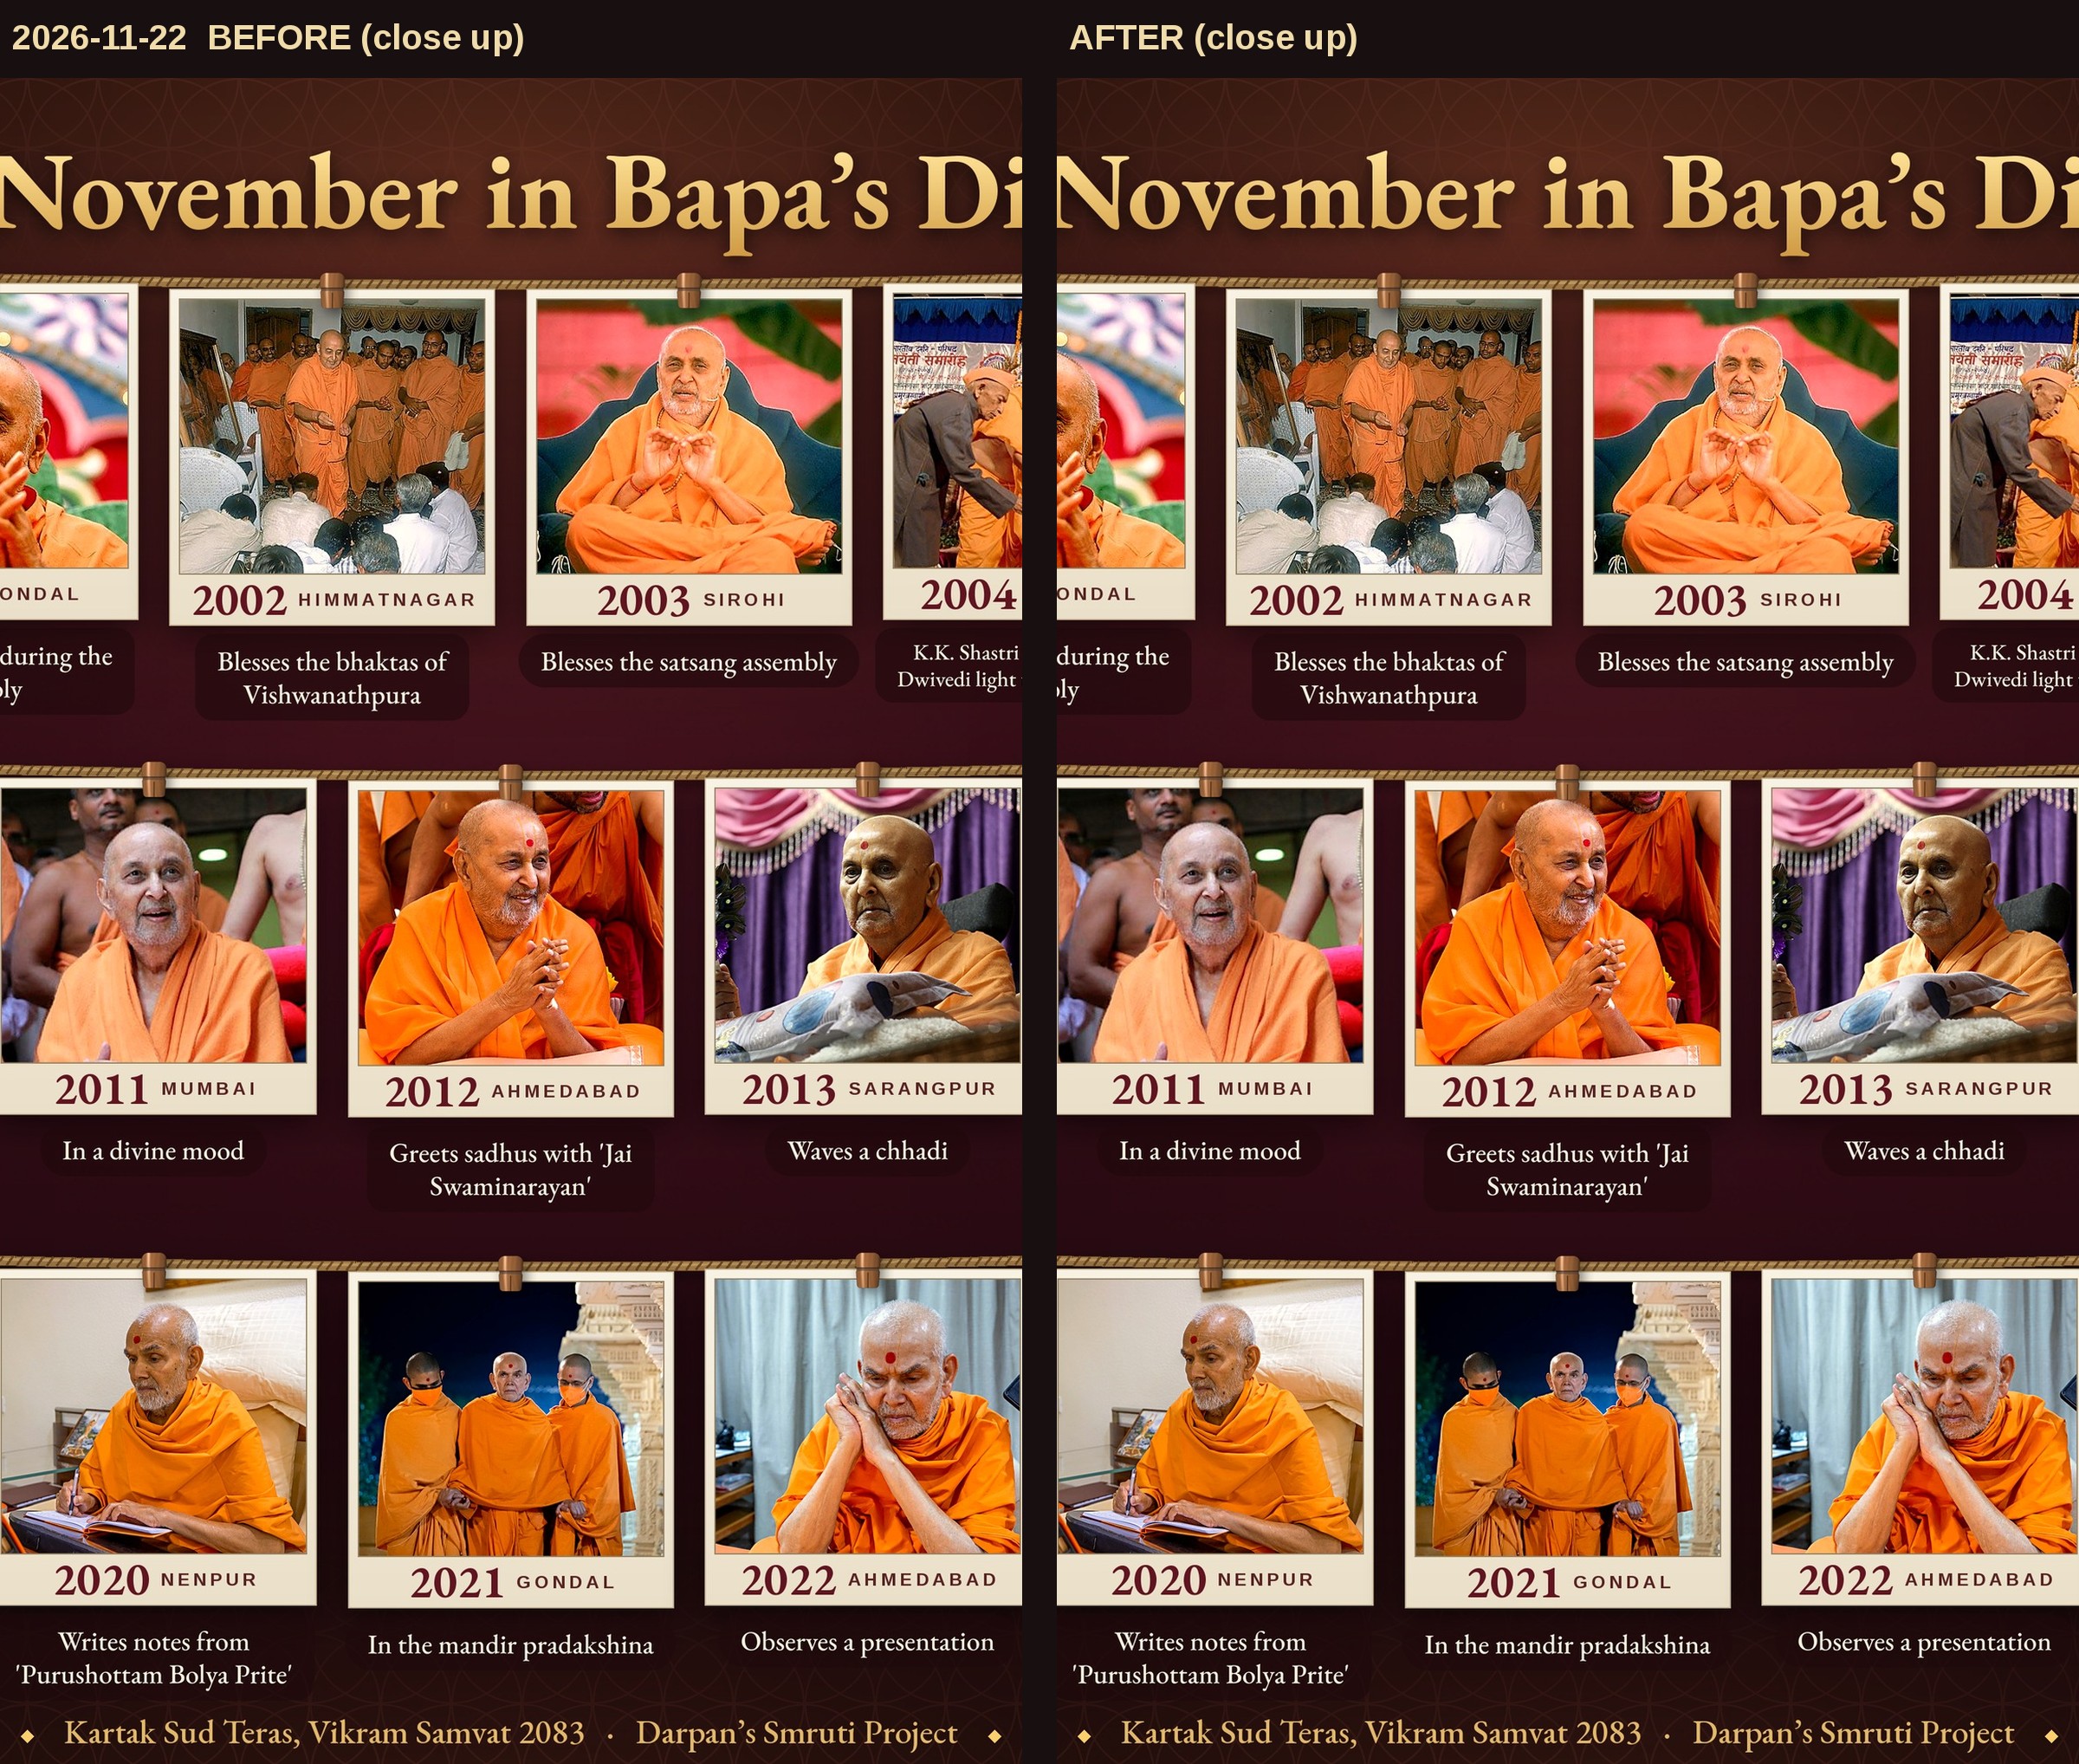 2026-11-22 BEFORE (close up)
AFTER (close up)
November in Bapa’s Di
November in Bapa’s Di
ONDAL
2002 HIMMATNAGAR
2003 SIROHI
2004
ONDAL
2002 HIMMATNAGAR
2003 SIROHI
2004
during the
Blesses the bhaktas of
Vishwanathpura
Blesses the satsang assembly
K.K. Shastri
Dwivedi light
during the
Blesses the bhaktas of
Vishwanathpura
Blesses the satsang assembly
K.K. Shastri
Dwivedi light
2011 MUMBAI
2012 AHMEDABAD
2013 SARANGPUR
2011 MUMBAI
2012 AHMEDABAD
2013 SARANGPUR
In a divine mood
Greets sadhus with 'Jai
Swaminarayan'
Waves a chhadi
In a divine mood
Greets sadhus with 'Jai
Swaminarayan'
Waves a chhadi
2020 NENPUR
2021 GONDAL
2022 AHMEDABAD
2020 NENPUR
2021 GONDAL
2022 AHMEDABAD
Writes notes from
'Purushottam Bolya Prite'
In the mandir pradakshina
Observes a presentation
Writes notes from
'Purushottam Bolya Prite'
In the mandir pradakshina
Observes a presentation
Kartak Sud Teras, Vikram Samvat 2083 · Darpan’s Smruti Project
Kartak Sud Teras, Vikram Samvat 2083 · Darpan’s Smruti Project